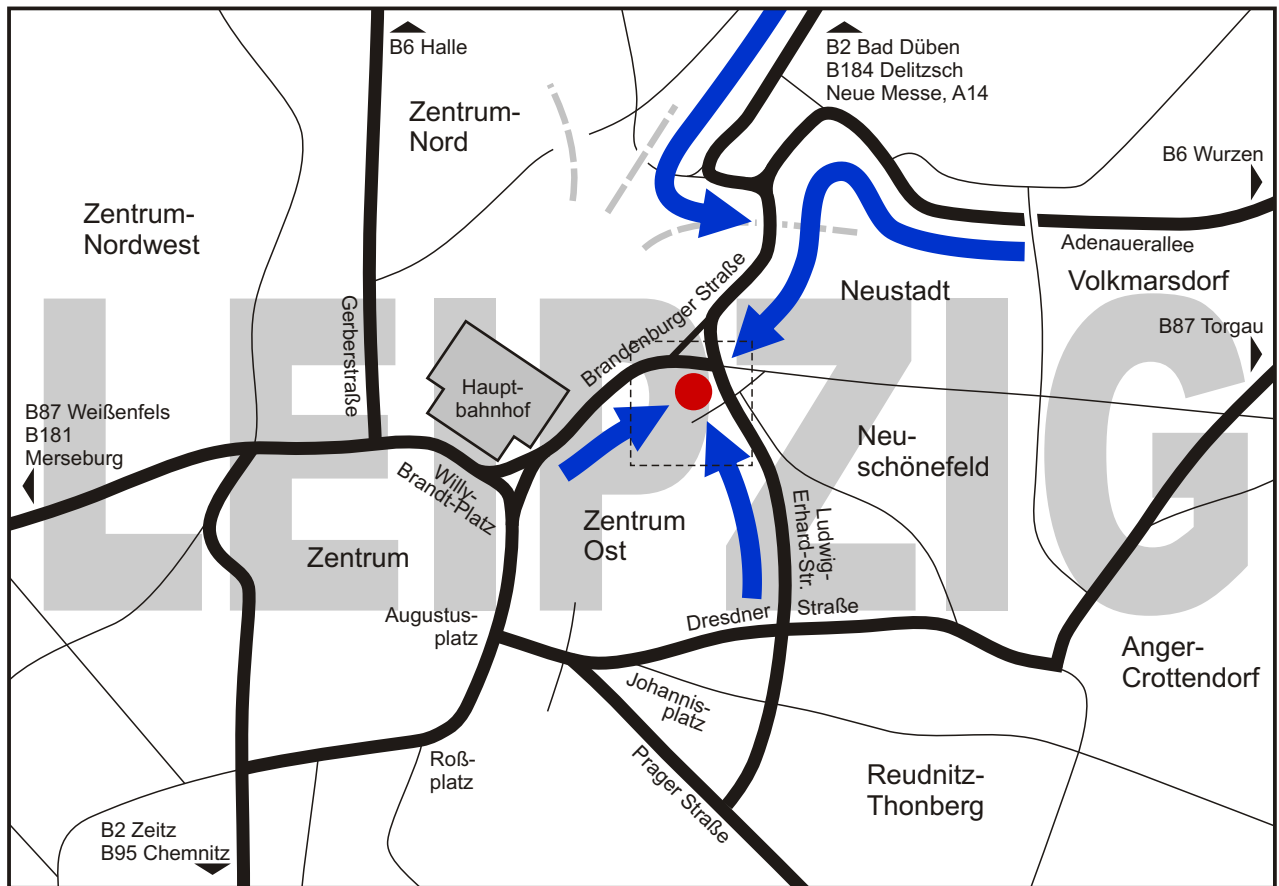 B6 Halle
B2 Bad Düben
B184 Delitzsch
Neue Messe, A14
Zentrum-
Nord
B6 Wurzen
Zentrum-
Nordwest
Adenauerallee
Volkmarsdorf
Neustadt
LEIPZIG
Gerberstraße
Brandenburger Straße
B87 Torgau
Haupt-
bahnhof
B87 Weißenfels
B181
Merseburg
Neu-
schönefeld
Willy-
Brandt-Platz
Zentrum
Ost
Ludwig-
Erhard-Str.
Zentrum
Augustus-
platz
Dresdner Straße
Anger-
Crottendorf
Johannis-
platz
Roß-
platz
Prager Straße
Reudnitz-
Thonberg
B2 Zeitz
B95 Chemnitz